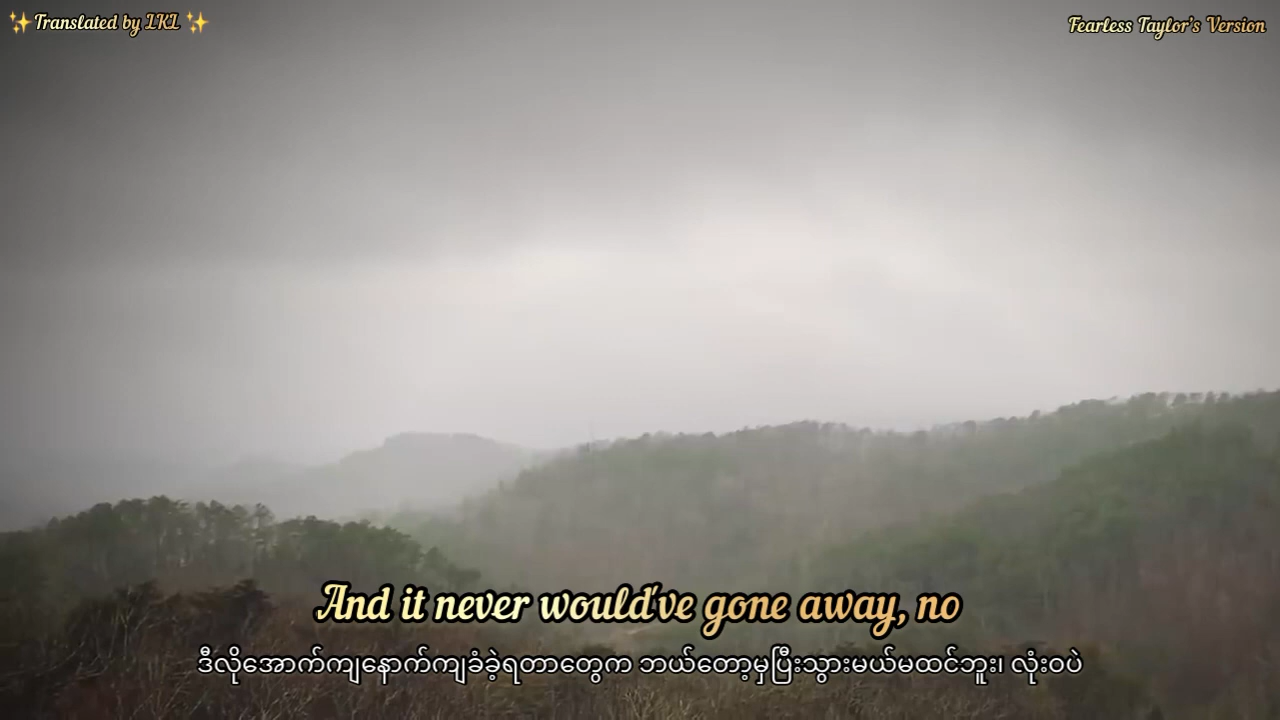 ✨Translated by LKL ✨
Fearless Taylor's Version
And it never would've gone away, no
ဒီလိုအောက်ကျနောက်ကျခံခဲ့ရတာတွေက ဘယ်တော့မှပြီးသွားမယ်မထင်ဘူး၊ လုံးဝပဲ